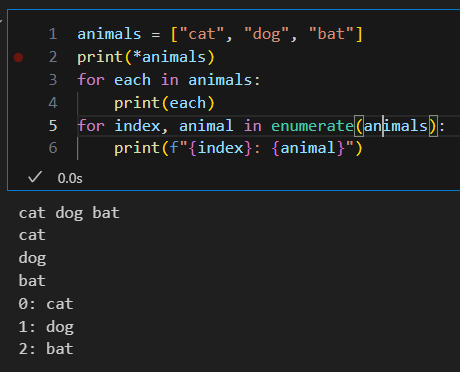 1 animals = ["cat", "dog", "bat"]
2 print(*animals)
3 for each in animals:
4     print(each)
5 for index, animal in enumerate(animals):
6     print(f"{index}: {animal}")
0.0s
cat dog bat
cat
dog
bat
0: cat
1: dog
2: bat